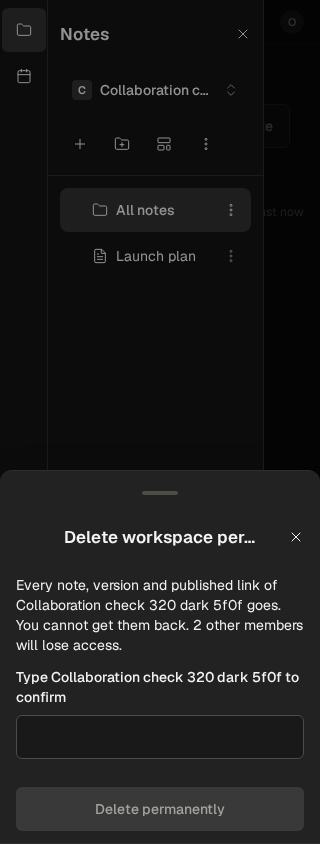 Notes
O
C Collaboration c...
e
All notes
st now
Launch plan
Delete workspace per...
Every note, version and published link of
Collaboration check 320 dark 5f0f goes.
You cannot get them back. 2 other members
will lose access.
Type Collaboration check 320 dark 5f0f to
confirm
Delete permanently